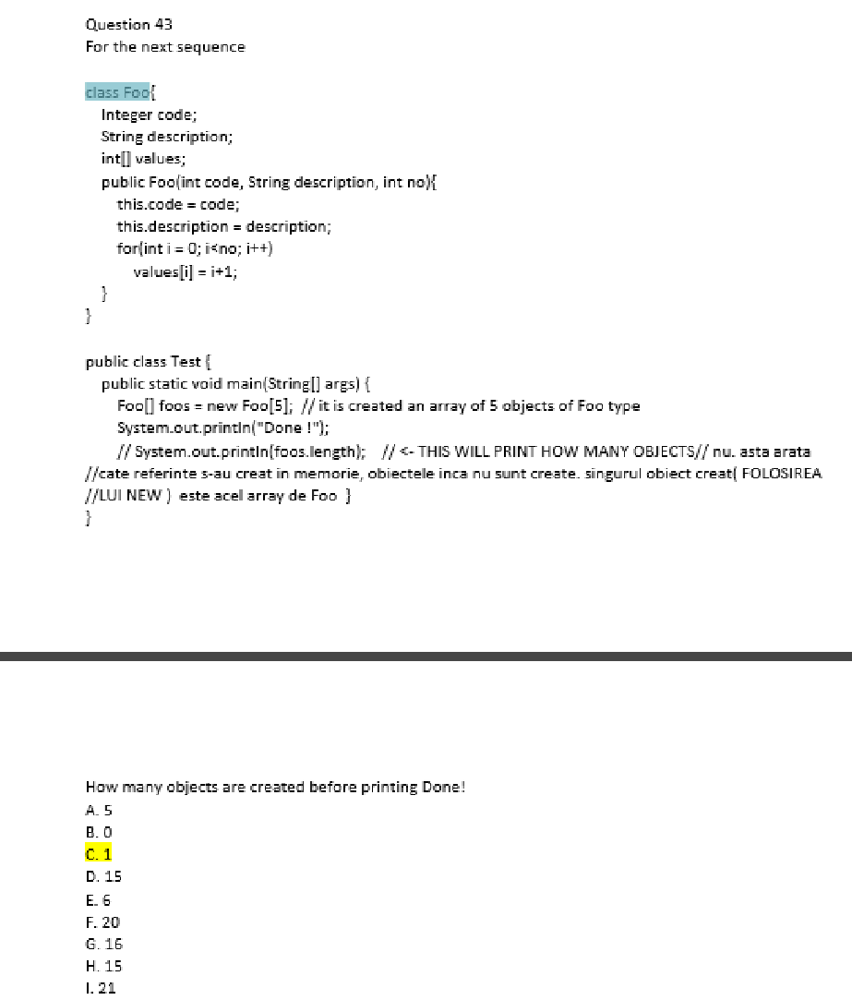 Question 43
For the next sequence
class Foo{
Integer code;
String description;
int[] values;
public Foo(int code, String description, int no){
this.code = code;
this.description = description;
for(int i = 0; i<no; i++)
values[i] = i+1;
}
}
public class Test {
public static void main(String[] args) {
Foo[] foos = new Foo[5];  // it is created an array of 5 objects of Foo type
System.out.println("Done !");
// System.out.println(foos.length);    // <- THIS WILL PRINT HOW MANY OBJECTS// nu. asta arata
//cate referinte s-au creat in memorie, obiectele inca nu sunt create. singurul obiect creat( FOLOSIREA
//LUI NEW )  este acel array de Foo  }
}
How many objects are created before printing Done!
A. 5
B. 0
C. 1
D. 15
E. 6
F. 20
G. 16
H. 15
I. 21